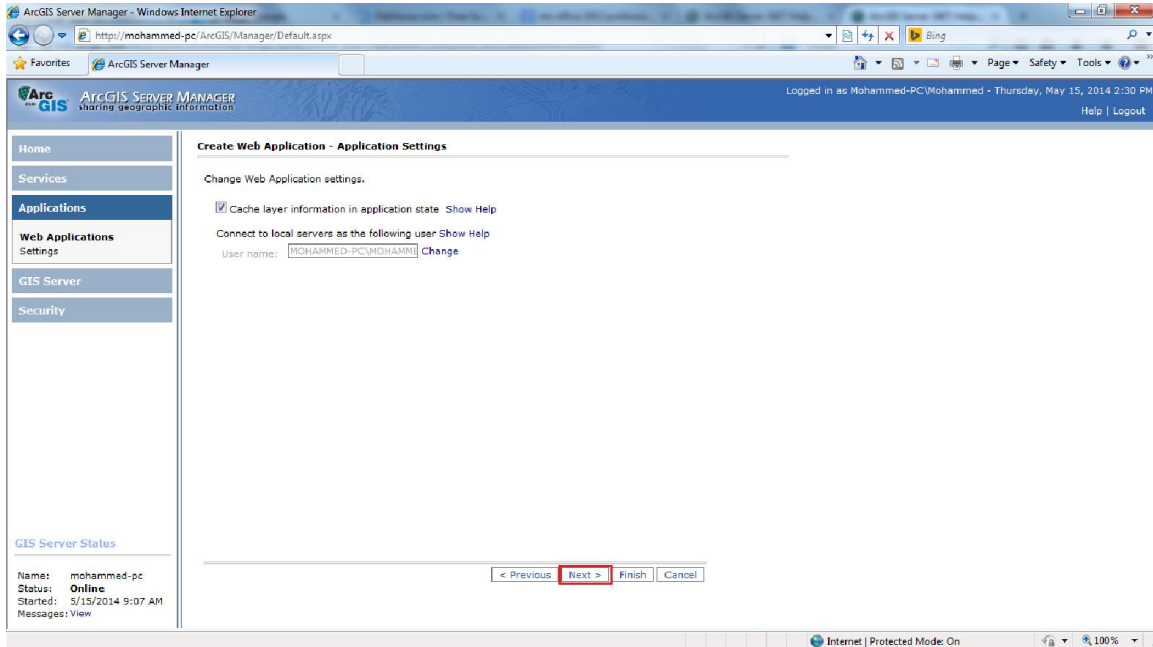 ArcGIS Server Manager - Windows Internet Explorer
http://mohammed-pc/ArcGIS/Manager/Default.aspx
Bing
Favorites
ArcGIS Server Manager
Page
Safety
Tools
Arc GIS
ARCGIS SERVER MANAGER
sharing geographic information
Logged in as Mohammed-PC\Mohammed - Thursday, May 15, 2014 2:30 PM
Help | Logout
Home
Services
Applications
Web Applications
Settings
GIS Server
Security
Create Web Application - Application Settings
Change Web Application settings.
Cache layer information in application state Show Help
Connect to local servers as the following user Show Help
User name: MOHAMMED-PC\MOHAMME Change
< Previous Next > Finish Cancel
GIS Server Status
Name: mohammed-pc
Status: Online
Started: 5/15/2014 9:07 AM
Messages: View
Internet | Protected Mode: On
100%